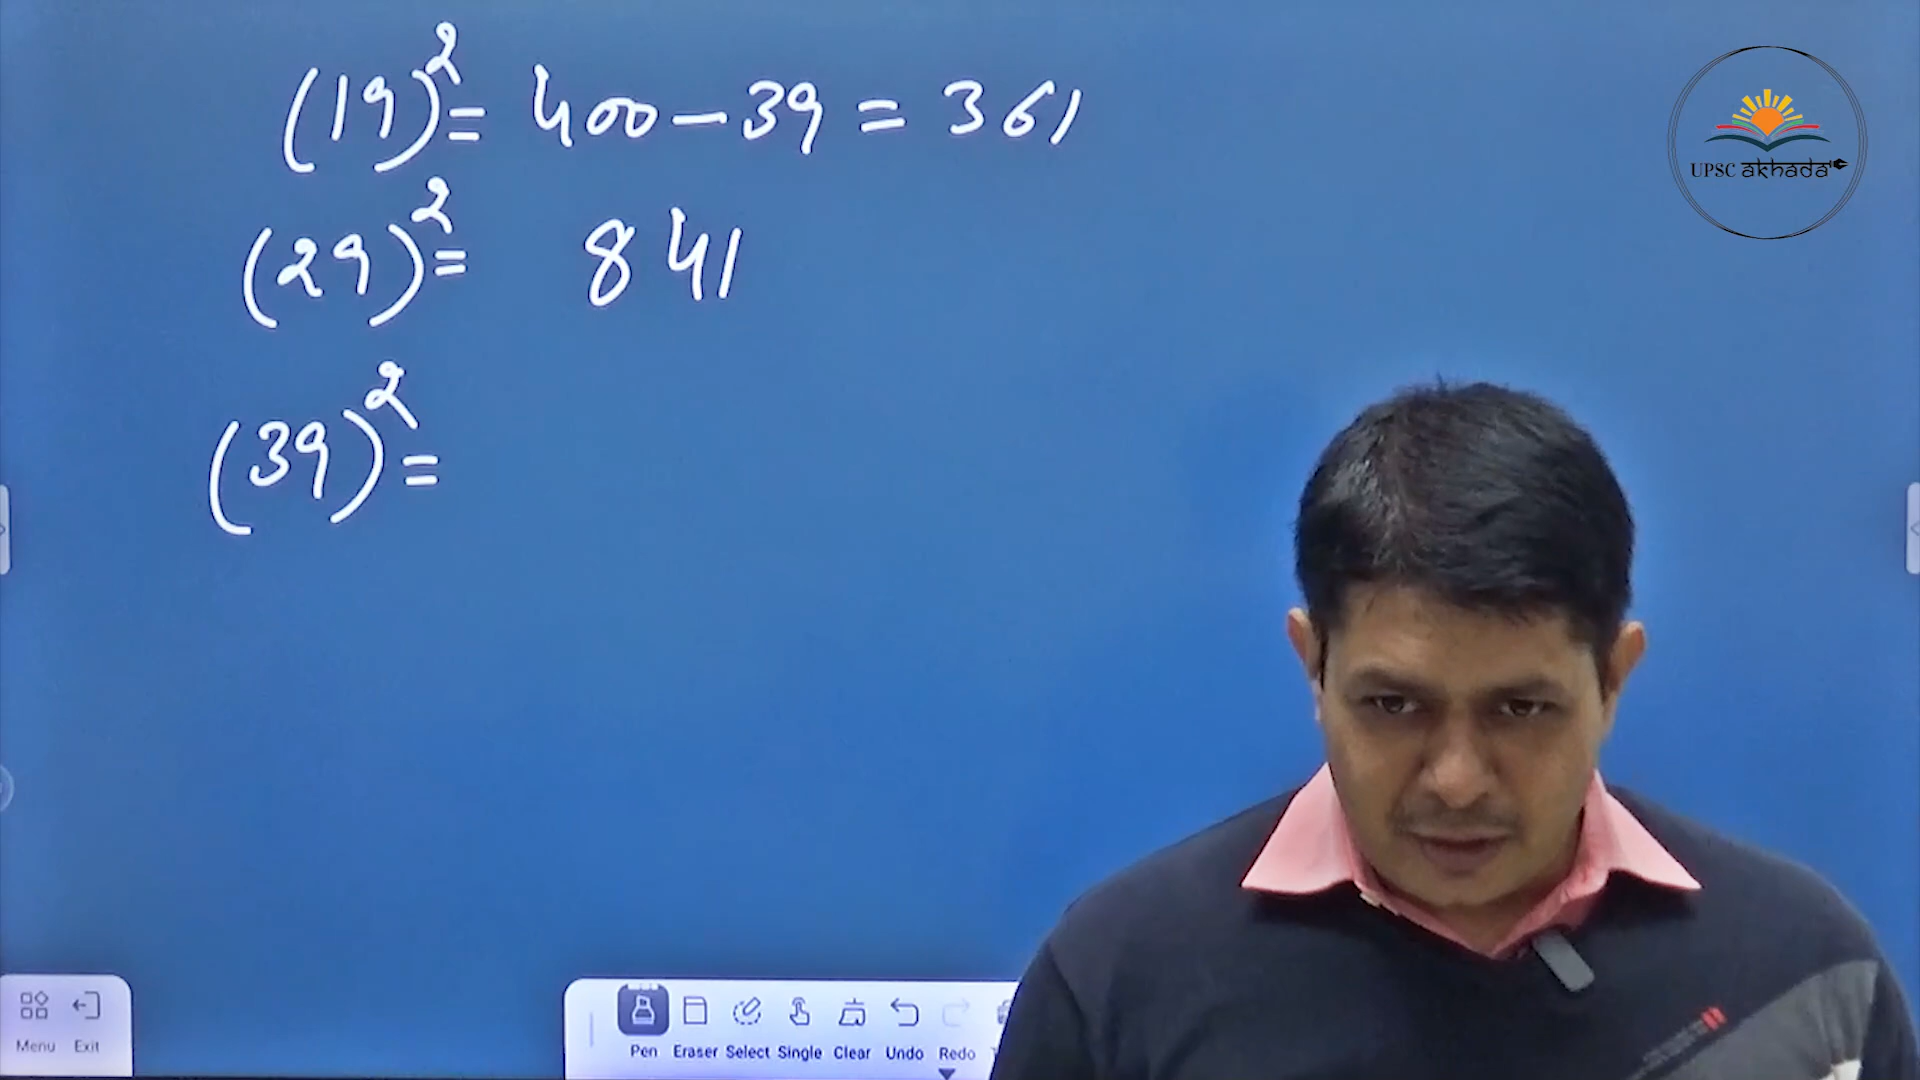 (19)² = 400 - 39 = 361
(29)² = 841
(39)² =
UPSC akhada
Menu Exit
Pen Eraser Select Single Clear Undo Redo